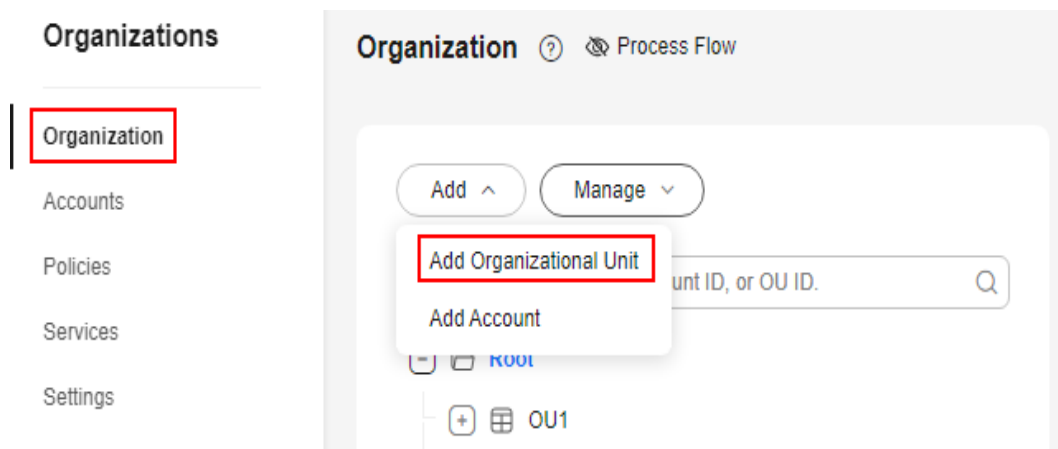 Organizations
Organization
Accounts
Policies
Services
Settings
Organization ? Process Flow
Add Manage
Add Organizational Unit
unt ID, or OU ID.
Add Account
Root
OU1